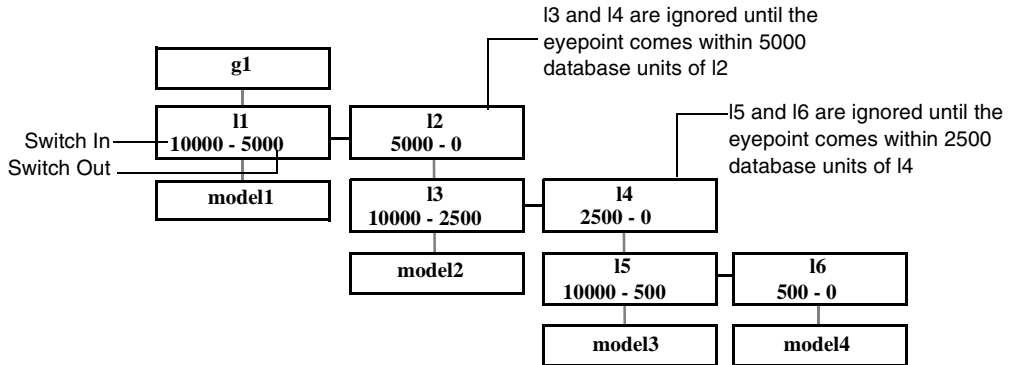 l3 and l4 are ignored until the
eyepoint comes within 5000
database units of l2
g1
l1
10000 - 5000
l2
5000 - 0
l5 and l6 are ignored until the
eyepoint comes within 2500
database units of l4
Switch In
Switch Out
model1
l3
10000 - 2500
l4
2500 - 0
model2
l5
10000 - 500
l6
500 - 0
model3
model4